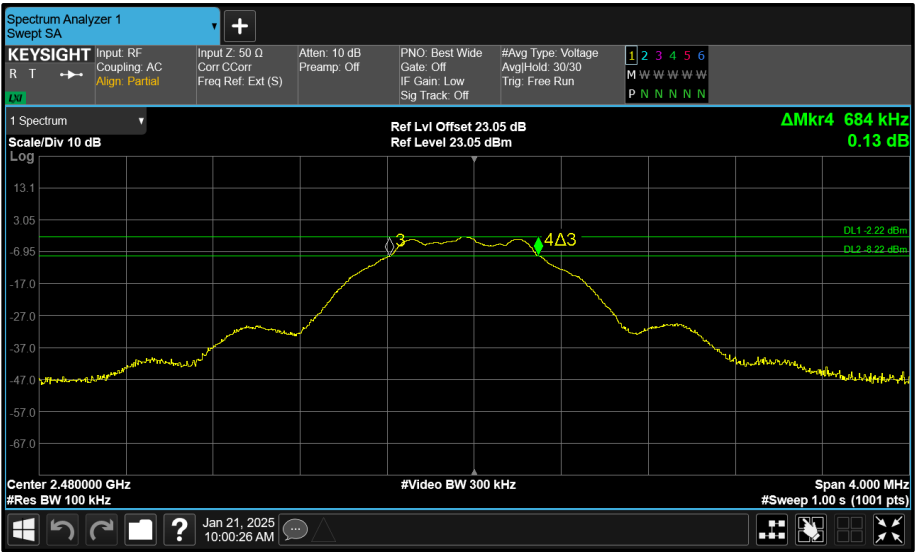 Spectrum Analyzer 1
Swept SA
+
KEYSIGHT
R T
LXI
Input: RF
Coupling: AC
Align: Partial
Input Z: 50 Ω
Corr CCorr
Freq Ref: Ext (S)
Atten: 10 dB
Preamp: Off
PNO: Best Wide
Gate: Off
IF Gain: Low
Sig Track: Off
#Avg Type: Voltage
Avg|Hold: 30/30
Trig: Free Run
1 2 3 4 5 6
M W W W W W
P N N N N N
1 Spectrum
Scale/Div 10 dB
Ref Lvl Offset 23.05 dB
Ref Level 23.05 dBm
ΔMkr4 684 kHz
0.13 dB
Log
13.1
3.05
-6.95
-17.0
-27.0
-37.0
-47.0
-57.0
-67.0
3
4Δ3
DL1 -2.22 dBm
DL2 -8.22 dBm
Center 2.480000 GHz
#Res BW 100 kHz
#Video BW 300 kHz
Span 4.000 MHz
#Sweep 1.00 s (1001 pts)
?
Jan 21, 2025
10:00:26 AM